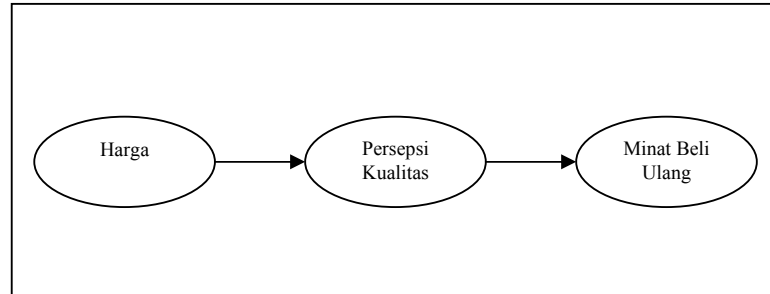 Harga
Persepsi
Kualitas
Minat Beli
Ulang